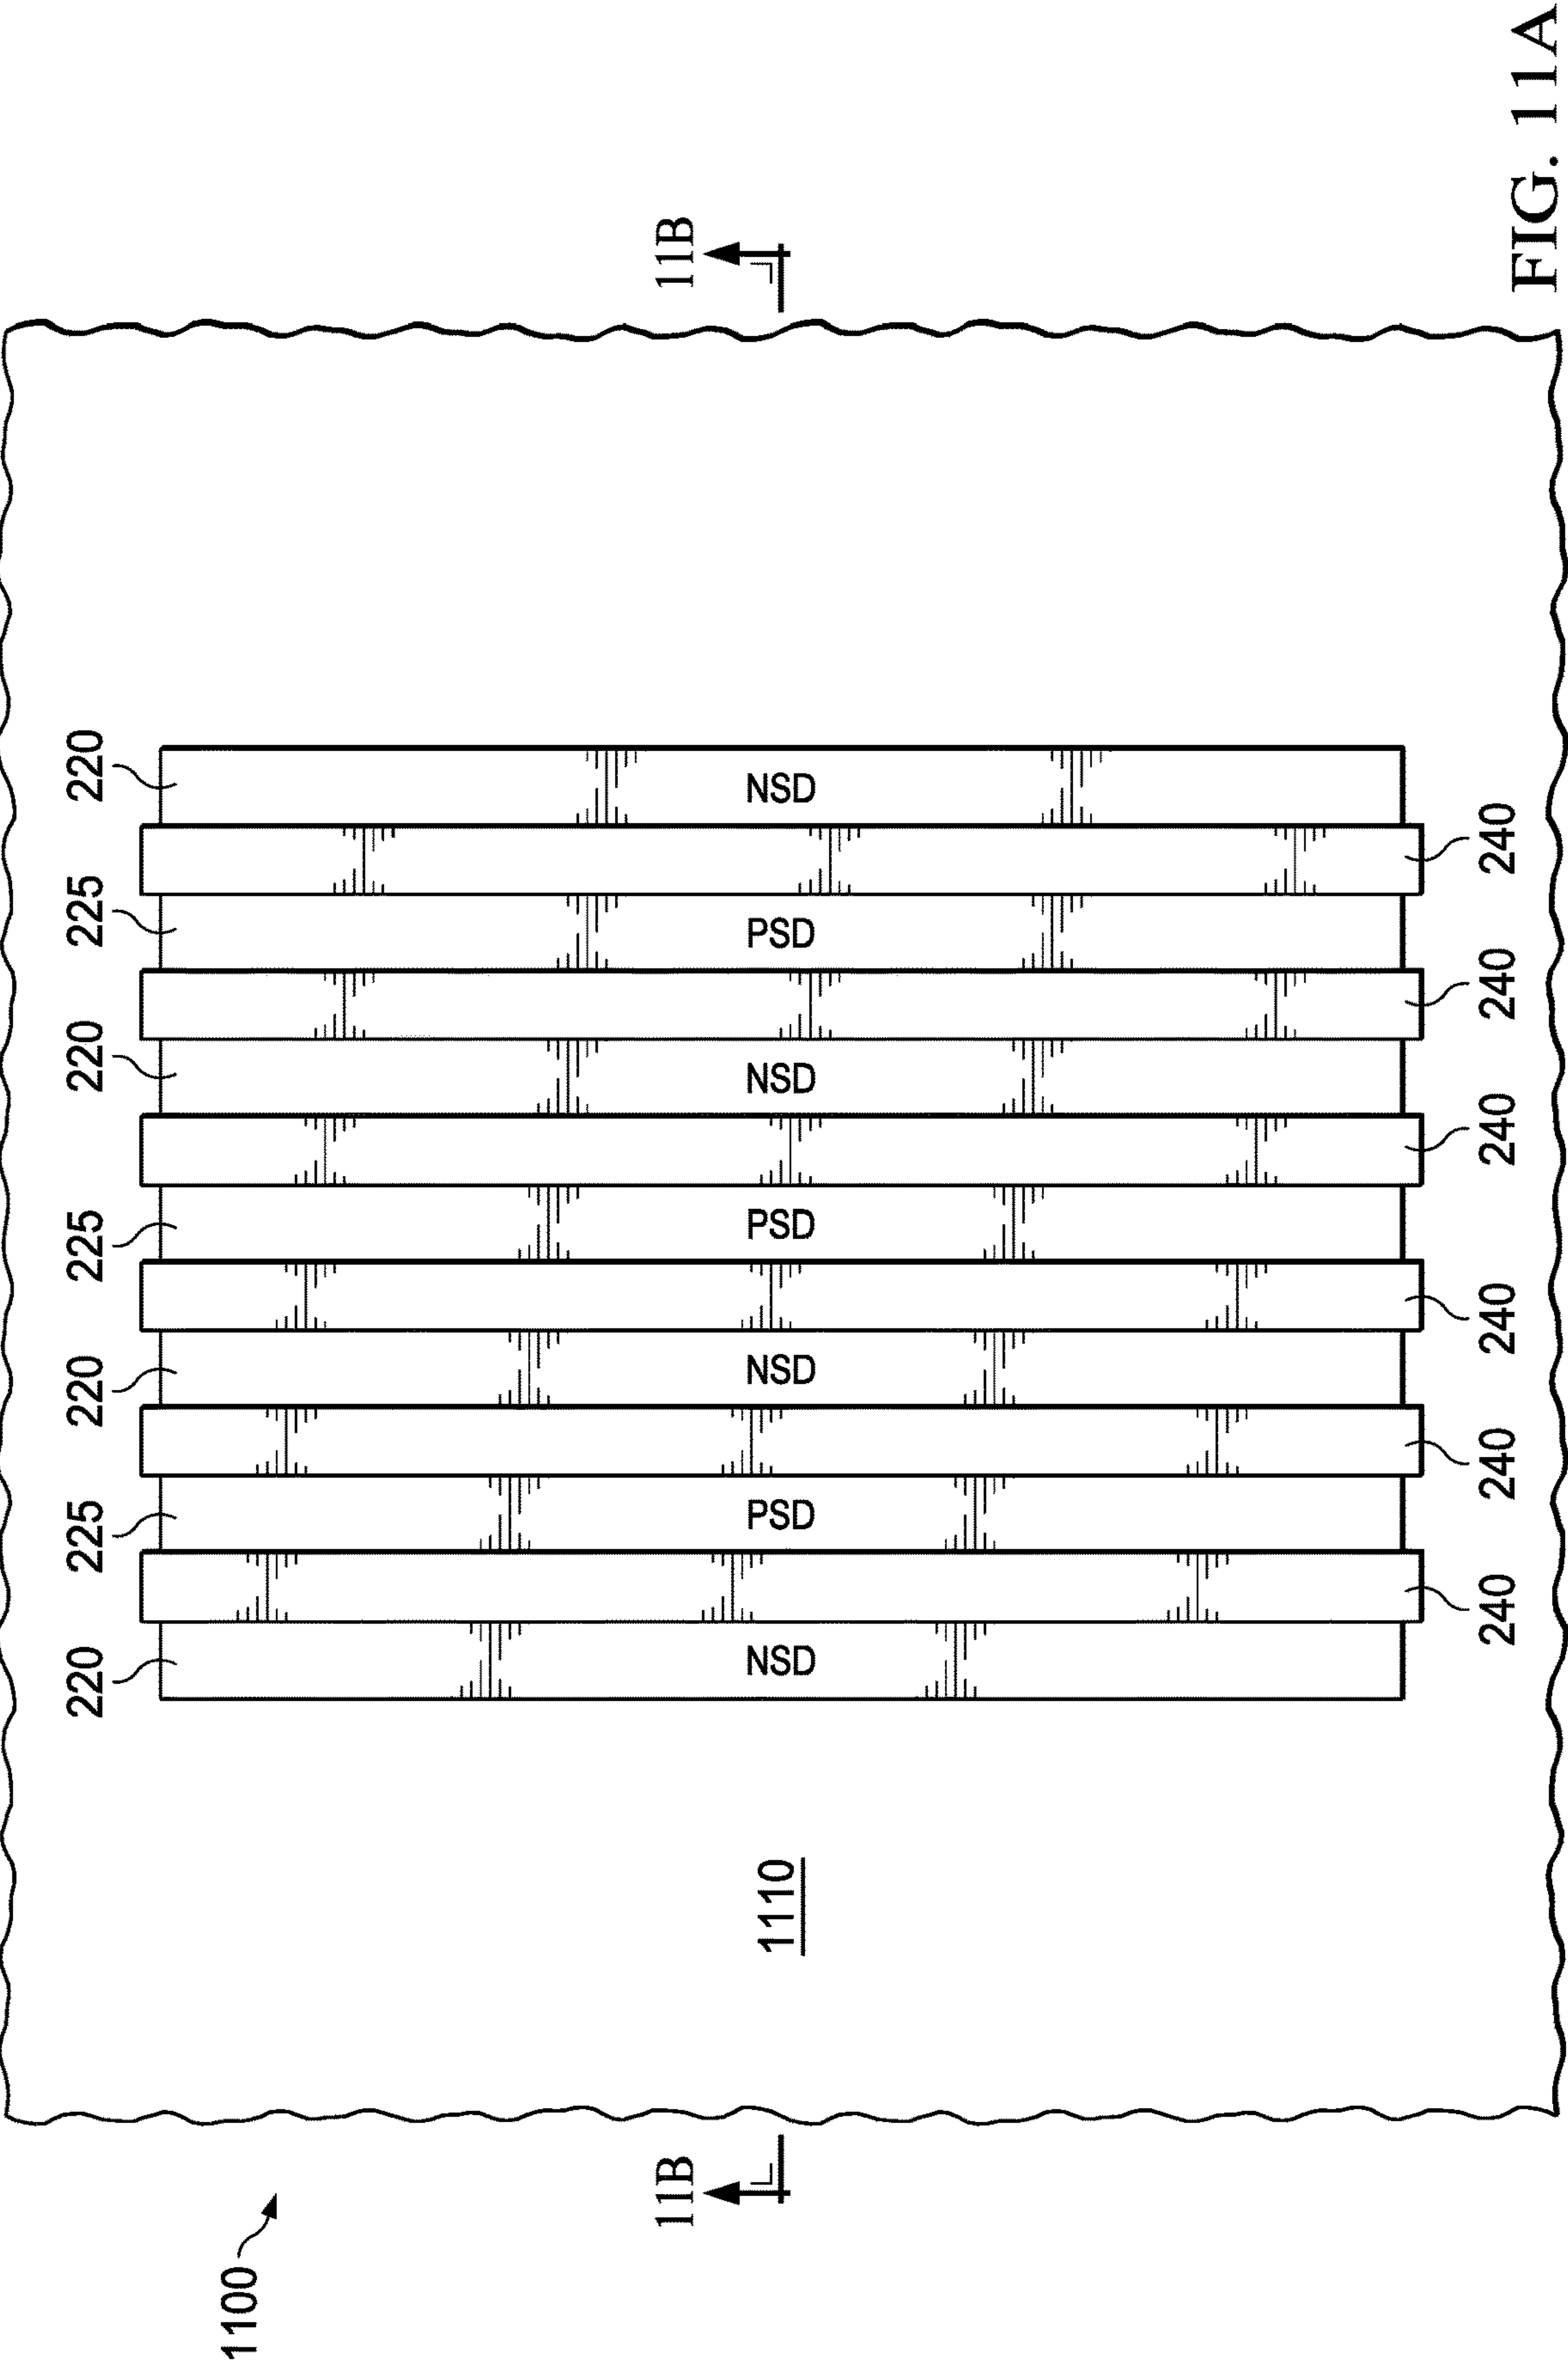 220 225 220 225 220 225 220
1100
11B 11B
1110 NSD PSD NSD PSD NSD PSD NSD
240 240 240 240 240 240
FIG. 11A